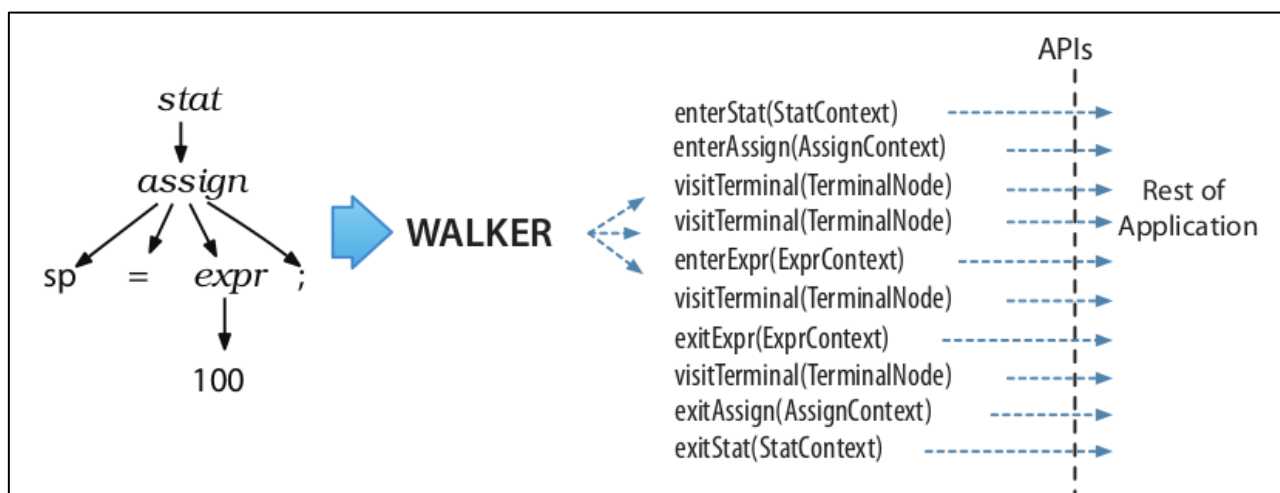 stat
assign
sp = expr ;
100
WALKER
APIs
enterStat(StatContext)
enterAssign(AssignContext)
visitTerminal(TerminalNode)
visitTerminal(TerminalNode)
enterExpr(ExprContext)
visitTerminal(TerminalNode)
exitExpr(ExprContext)
visitTerminal(TerminalNode)
exitAssign(AssignContext)
exitStat(StatContext)
Rest of
Application